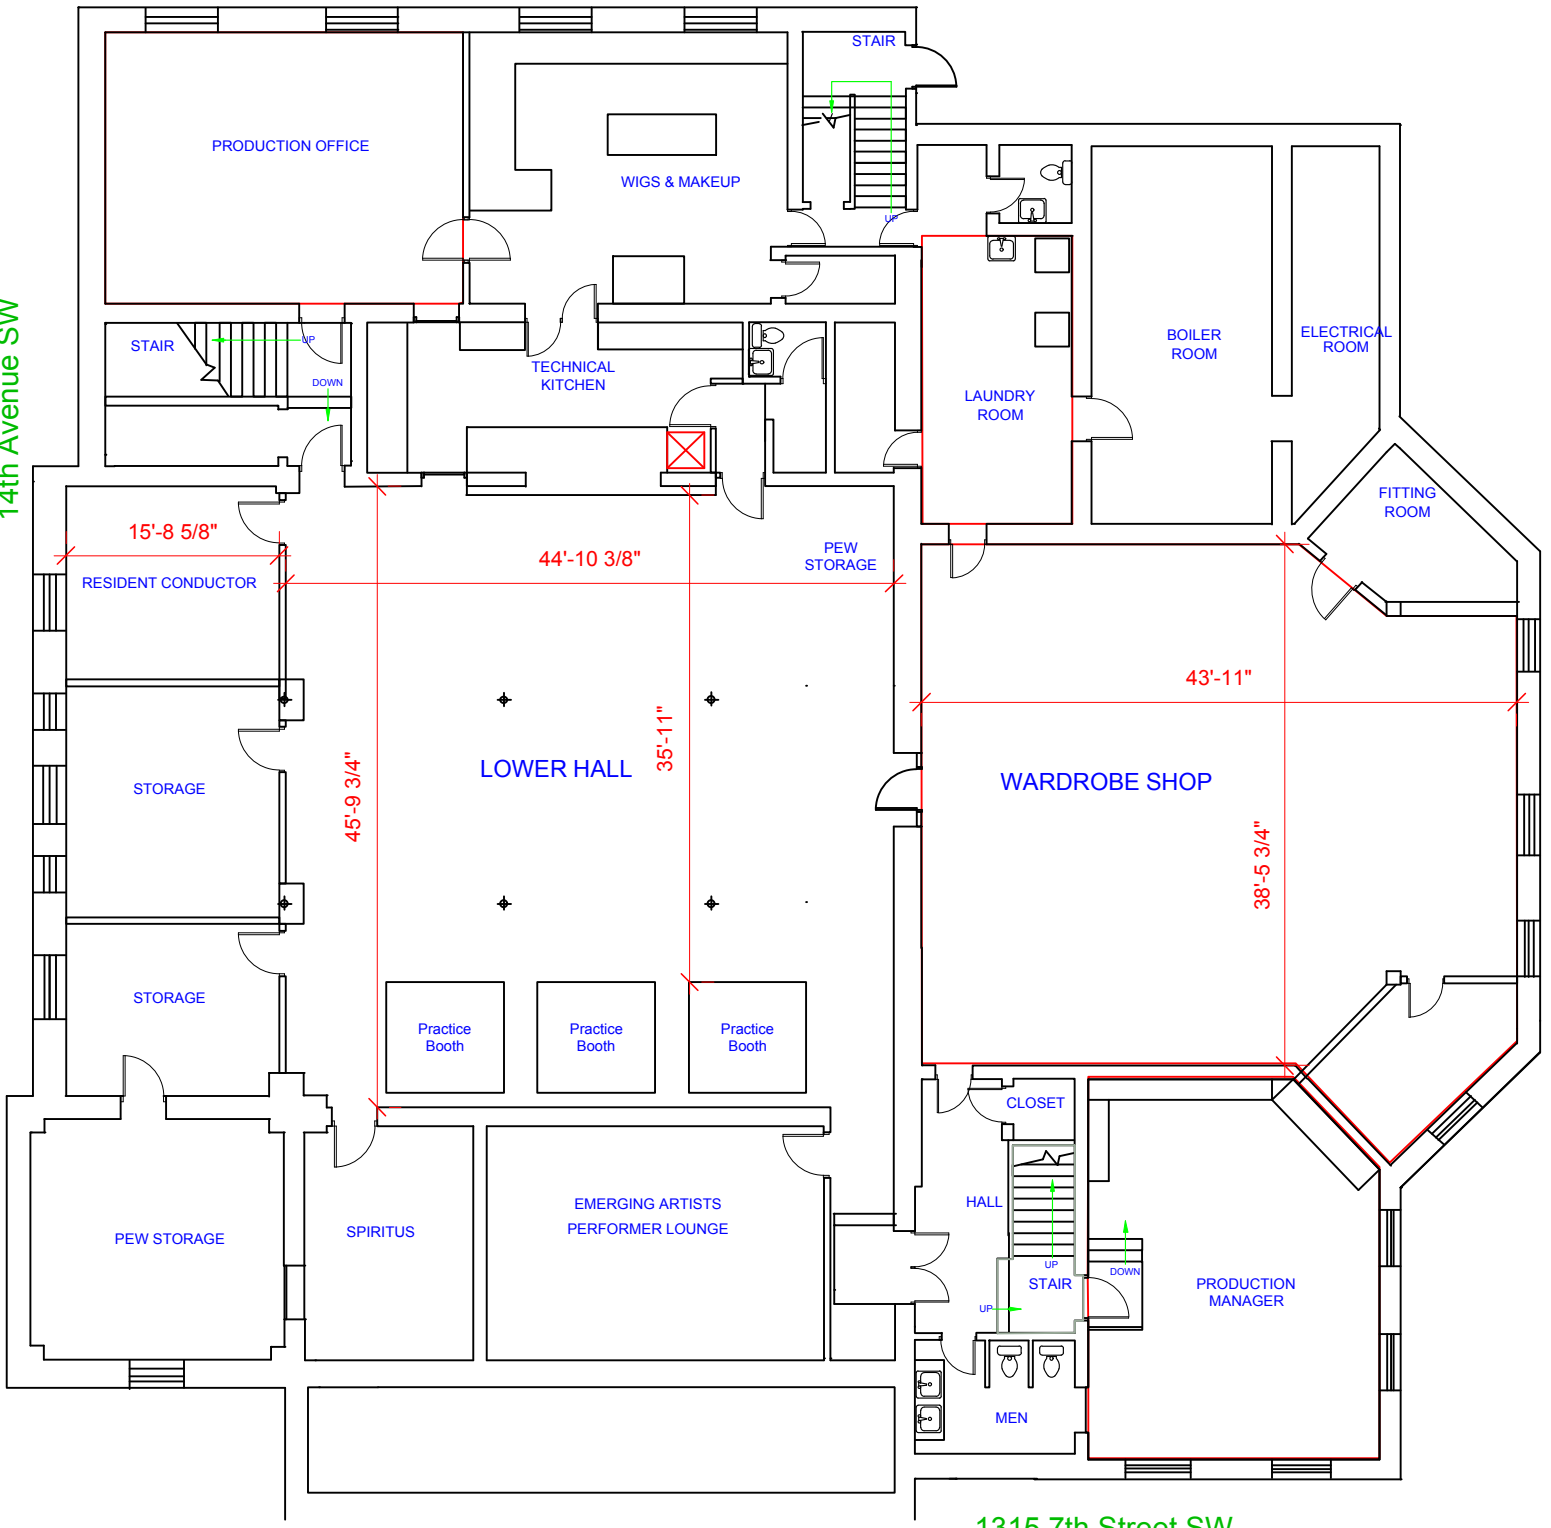 STAIR
PRODUCTION OFFICE
WIGS & MAKEUP
UP
14th Avenue SW
STAIR
UP
DOWN
TECHNICAL
KITCHEN
BOILER
ROOM
ELECTRICAL
ROOM
LAUNDRY
ROOM
FITTING
ROOM
15'-8 5/8"
RESIDENT CONDUCTOR
44'-10 3/8"
PEW
STORAGE
43'-11"
35'-11"
45'-9 3/4"
LOWER HALL
WARDROBE SHOP
STORAGE
38'-5 3/4"
STORAGE
Practice
Booth
Practice
Booth
Practice
Booth
CLOSET
HALL
EMERGING ARTISTS
PERFORMER LOUNGE
SPIRITUS
PEW STORAGE
UP
STAIR
UP
DOWN
PRODUCTION
MANAGER
MEN
1315 7th Street SW